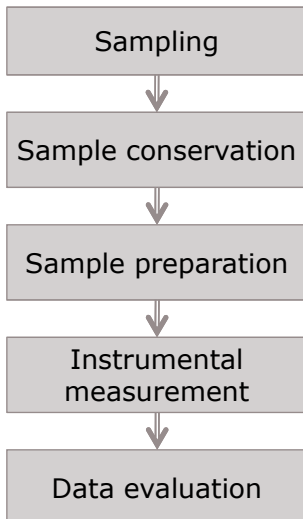 Sampling
Sample conservation
Sample preparation
Instrumental
measurement
Data evaluation